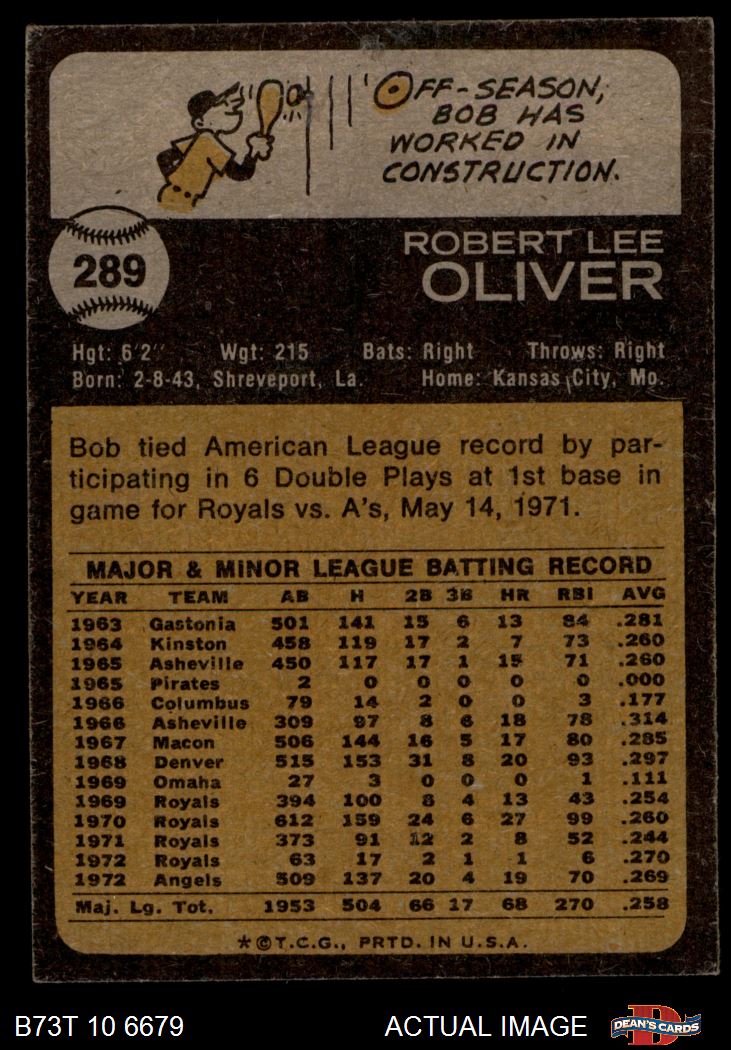 OFF-SEASON,
BOB HAS
WORKED IN
CONSTRUCTION.
289
ROBERT LEE
OLIVER
Hgt: 6'2" Wgt: 215 Bats: Right Throws: Right
Born: 2-8-43, Shreveport, La. Home: Kansas City, Mo.
Bob tied American League record by par-
ticipating in 6 Double Plays at 1st base in
game for Royals vs. A's, May 14, 1971.
MAJOR & MINOR LEAGUE BATTING RECORD
YEAR TEAM AB H 2B 3B HR RBI AVG
1963 Gastonia 501 141 15 6 13 84 .281
1964 Kinston 458 119 17 2 7 73 .260
1965 Asheville 450 117 17 1 15 71 .260
1965 Pirates 2 0 0 0 0 0 .000
1966 Columbus 79 14 2 0 0 3 .177
1966 Asheville 309 97 8 6 18 78 .314
1967 Macon 506 144 16 5 17 80 .285
1968 Denver 515 153 31 8 20 93 .297
1969 Omaha 27 3 0 0 0 1 .111
1969 Royals 394 100 8 4 13 43 .254
1970 Royals 612 159 24 6 27 99 .260
1971 Royals 373 91 12 2 8 52 .244
1972 Royals 63 17 2 1 1 6 .270
1972 Angels 509 137 20 4 19 70 .269
Maj. Lg. Tot. 1953 504 66 17 68 270 .258
*©T.C.G., PRTD. IN U.S.A.
B73T 10 6679 ACTUAL IMAGE DEAN'S CARDS